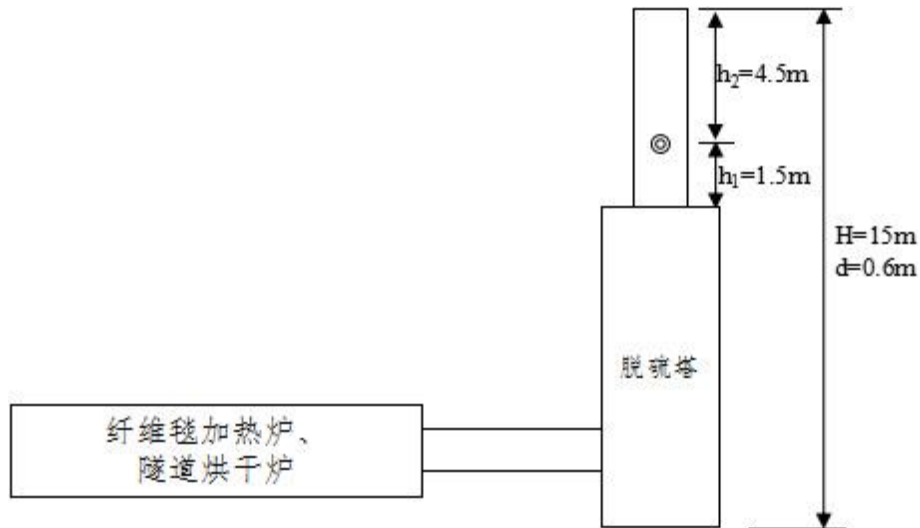 h₂=4.5m
h₁=1.5m
H=15m
d=0.6m
脱硫塔
纤维毯加热炉、
隧道烘干炉